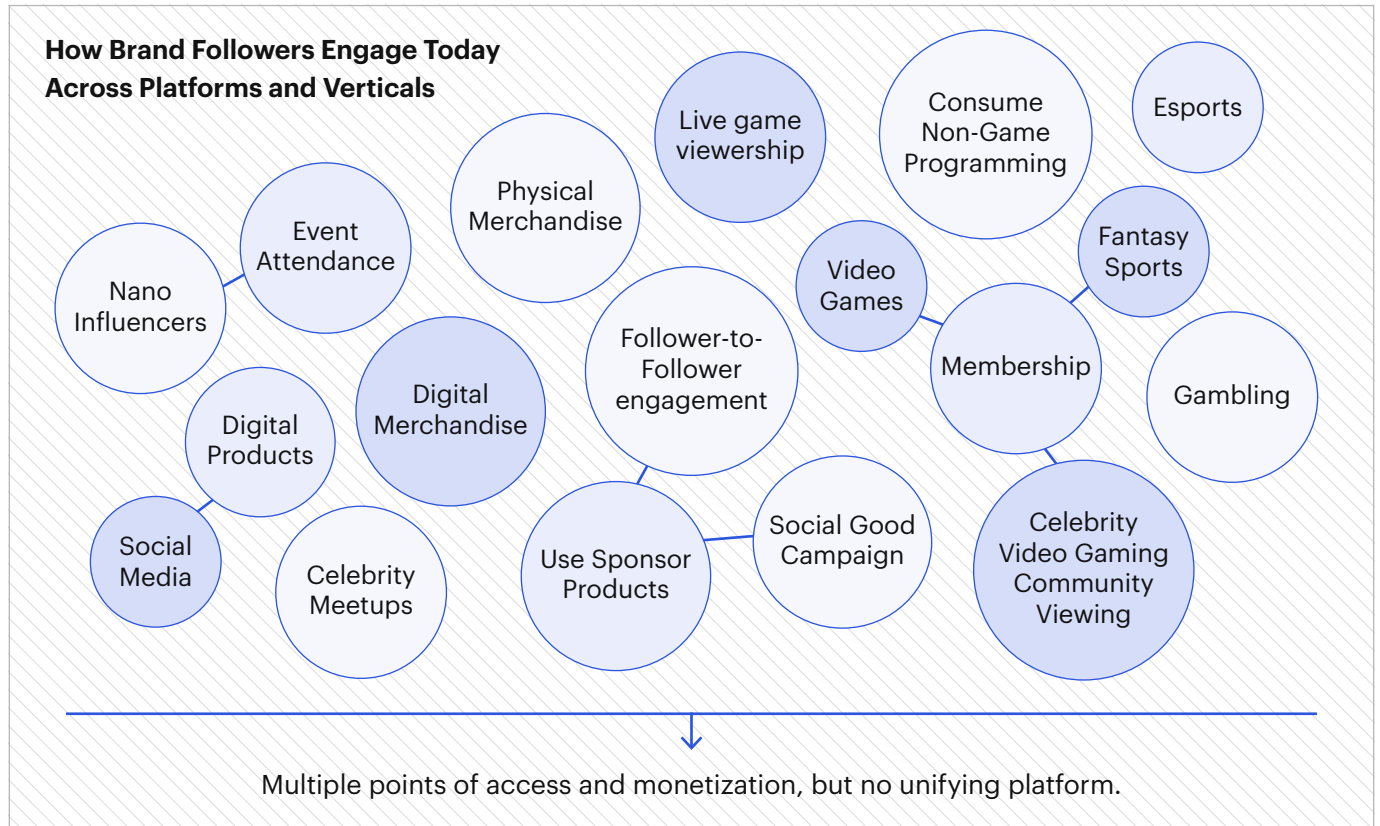 How Brand Followers Engage Today
Across Platforms and Verticals
Live game
viewership
Consume
Non-Game
Programming
Esports
Physical
Merchandise
Event
Attendance
Nano
Influencers
Fantasy
Sports
Video
Games
Follower-to-
Follower
engagement
Membership
Gambling
Digital
Merchandise
Digital
Products
Social
Media
Celebrity
Meetups
Use Sponsor
Products
Social Good
Campaign
Celebrity
Video Gaming
Community
Viewing
Multiple points of access and monetization, but no unifying platform.